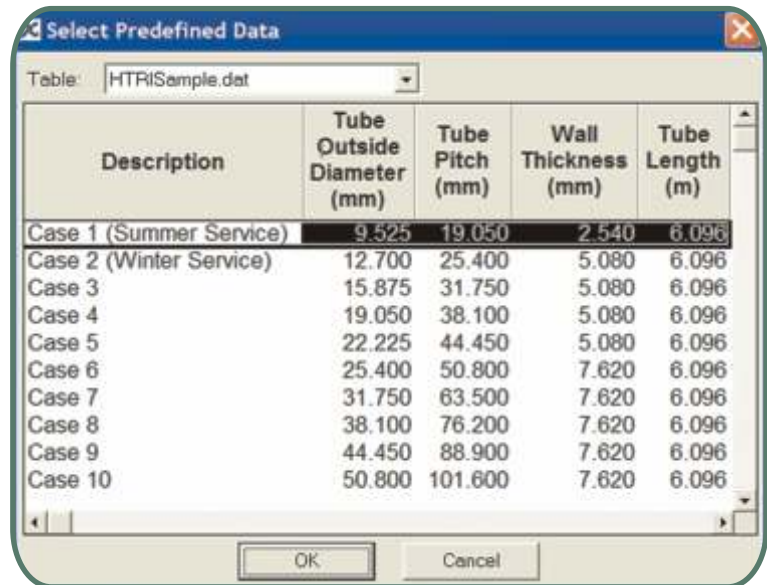 Select Predefined Data
Table: HTRISample.dat
Description Tube Outside Diameter (mm) Tube Pitch (mm) Wall Thickness (mm) Tube Length (m)
Case 1 (Summer Service) 9.525 19.050 2.540 6.096
Case 2 (Winter Service) 12.700 25.400 5.080 6.096
Case 3 15.875 31.750 5.080 6.096
Case 4 19.050 38.100 5.080 6.096
Case 5 22.225 44.450 5.080 6.096
Case 6 25.400 50.800 7.620 6.096
Case 7 31.750 63.500 7.620 6.096
Case 8 38.100 76.200 7.620 6.096
Case 9 44.450 88.900 7.620 6.096
Case 10 50.800 101.600 7.620 6.096
OK Cancel